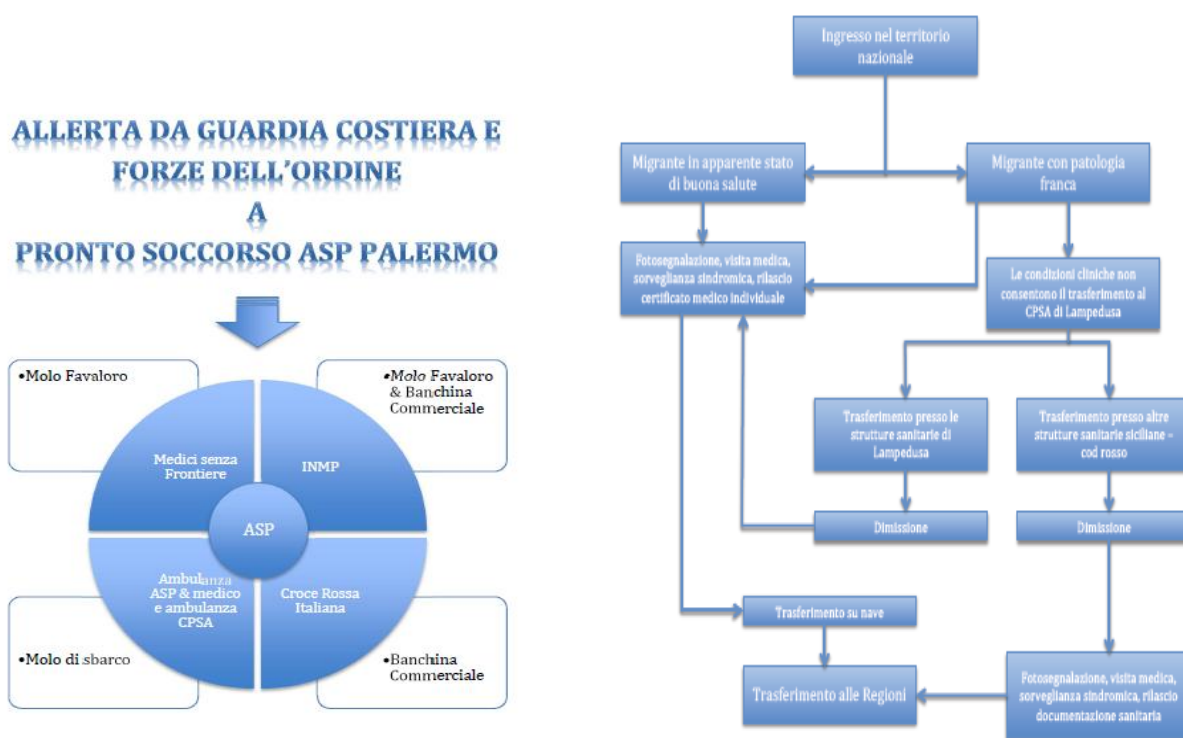 ALLERTA DA GUARDIA COSTIERA E
FORZE DELL'ORDINE
A
PRONTO SOCCORSO ASP PALERMO
•Molo Favaloro
•Molo Favaloro
& Banchina
Commerciale
Medici senza
Frontiere
INMP
ASP
Ambulanza
ASP & medico
e ambulanza
CPSA
Croce Rossa
Italiana
•Molo di sbarco
•Banchina
Commerciale
Ingresso nel territorio
nazionale
Migrante in apparente stato
di buona salute
Migrante con patologia
franca
Fotosegnalazione, visita medica,
sorveglianza sindromica, rilascio
certificato medico individuale
Le condizioni cliniche non
consentono il trasferimento al
CPSA di Lampedusa
Trasferimento presso le
strutture sanitarie di
Lampedusa
Trasferimento presso altre
strutture sanitarie siciliane –
cod rosso
Dimissione
Dimissione
Trasferimento su nave
Trasferimento alle Regioni
Fotosegnalazione, visita medica,
sorveglianza sindromica, rilascio
documentazione sanitaria